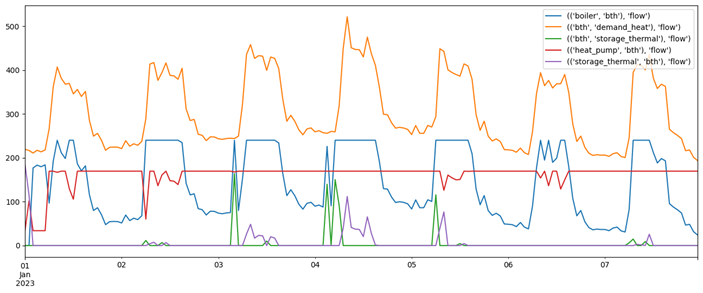 500
400
300
200
100
0
(('boiler', 'bth'), 'flow')
(('bth', 'demand_heat'), 'flow')
(('bth', 'storage_thermal'), 'flow')
(('heat_pump', 'bth'), 'flow')
(('storage_thermal', 'bth'), 'flow')
01 02 03 04 05 06 07
Jan
2023